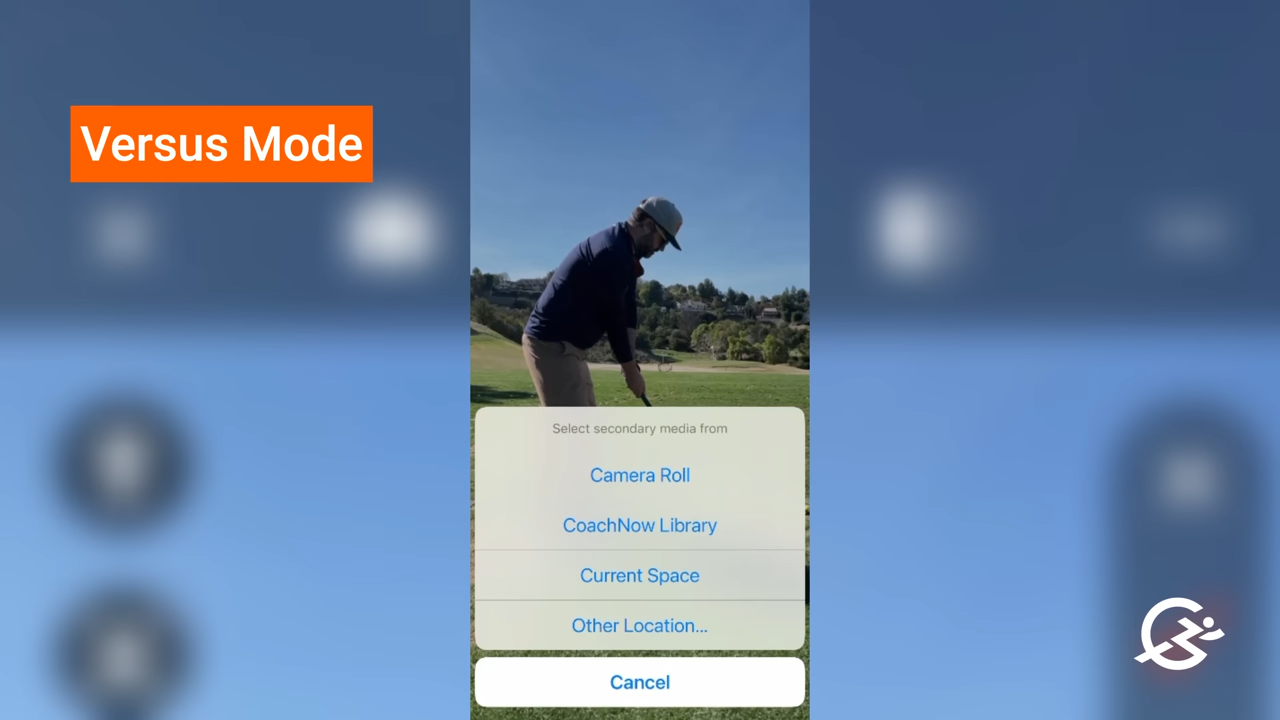 Versus Mode
Select secondary media from
Camera Roll
CoachNow Library
Current Space
Other Location...
Cancel